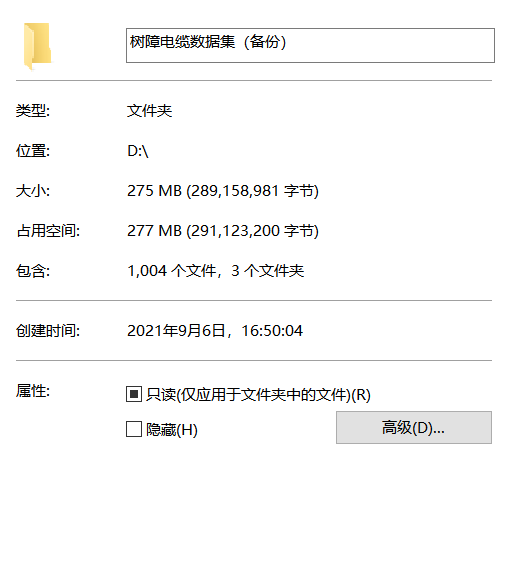 树障电缆数据集（备份）
类型: 文件夹
位置: D:\
大小: 275 MB (289,158,981 字节)
占用空间: 277 MB (291,123,200 字节)
包含: 1,004 个文件，3 个文件夹
创建时间: 2021年9月6日，16:50:04
属性: 只读(仅应用于文件夹中的文件)(R)
隐藏(H) 高级(D)...